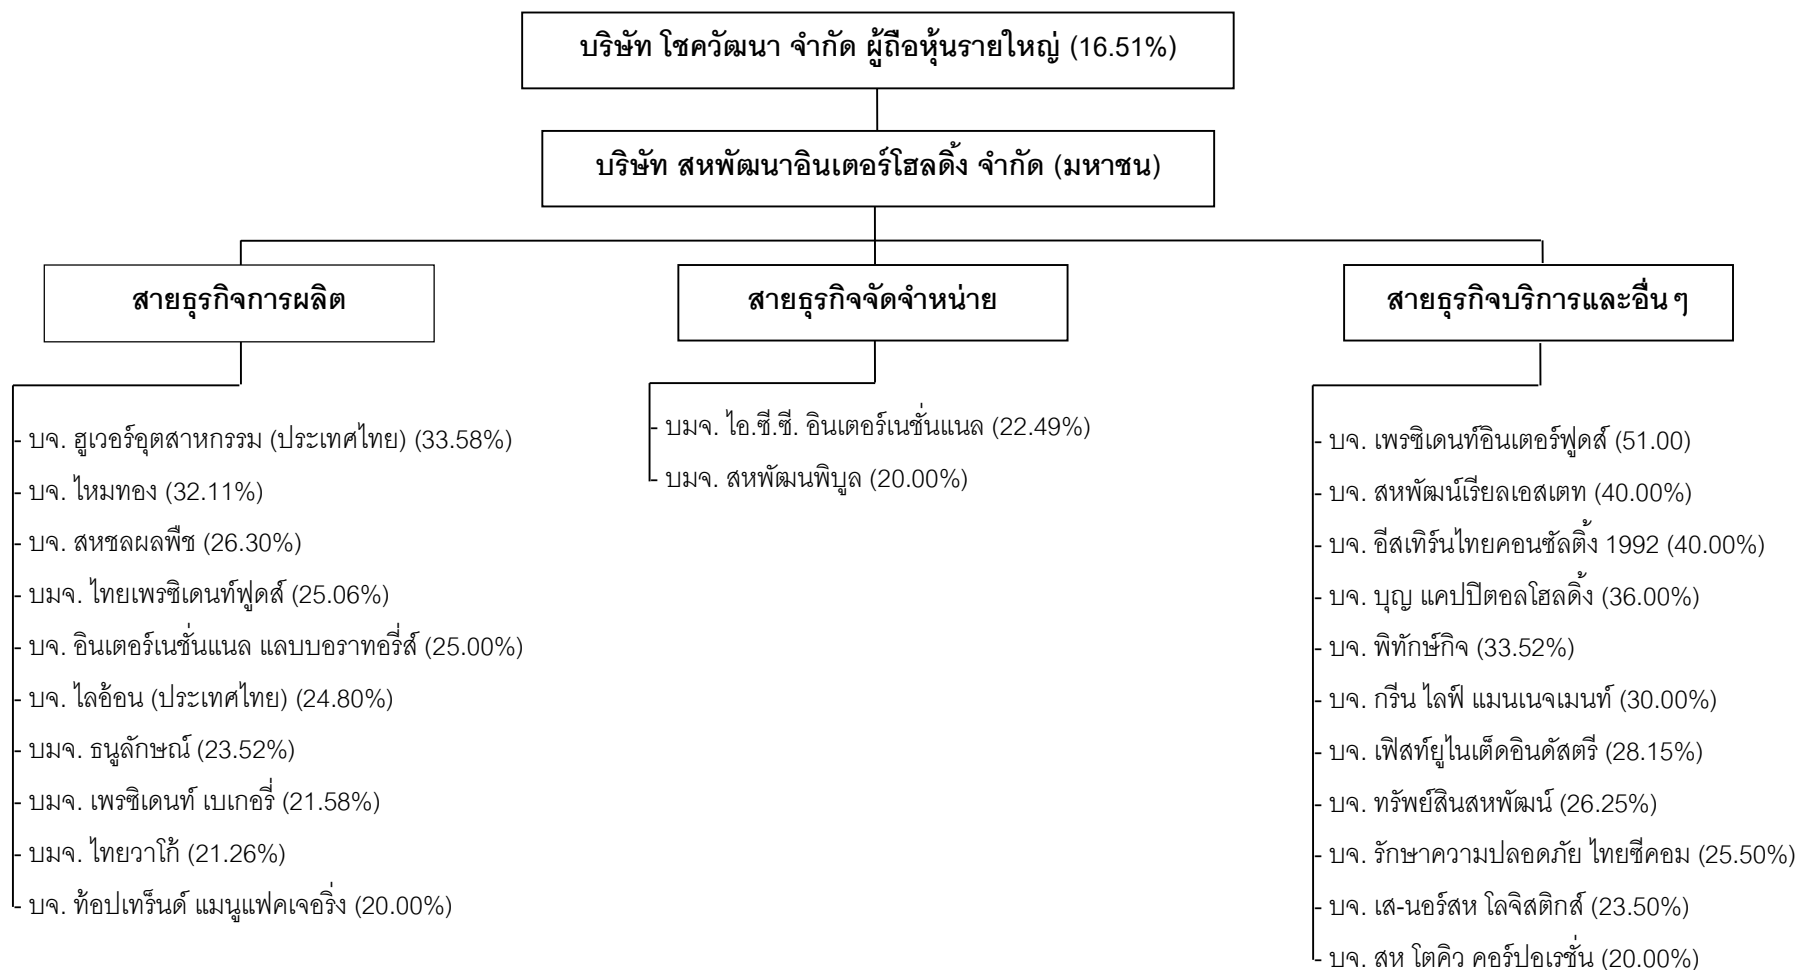 บริษัท โชควัฒนา จำกัด ผู้ถือหุ้นรายใหญ่ (16.51%)
บริษัท สหพัฒนาอินเตอร์โฮลดิ้ง จำกัด (มหาชน)
สายธุรกิจการผลิต
- บจ. ฮูเวอร์อุตสาหกรรม (ประเทศไทย) (33.58%)
- บจ. ไหมทอง (32.11%)
- บจ. สหชลผลพืช (26.30%)
- บมจ. ไทยเพรซิเดนท์ฟูดส์ (25.06%)
- บจ. อินเตอร์เนชั่นแนล แลบบอราทอรี่ส์ (25.00%)
- บจ. ไลอ้อน (ประเทศไทย) (24.80%)
- บมจ. ธนูลักษณ์ (23.52%)
- บมจ. เพรซิเดนท์ เบเกอรี่ (21.58%)
- บมจ. ไทยวาโก้ (21.26%)
- บจ. ท้อปเทร็นด์ แมนูแฟคเจอริ่ง (20.00%)
สายธุรกิจจัดจำหน่าย
- บมจ. ไอ.ซี.ซี. อินเตอร์เนชั่นแนล (22.49%)
- บมจ. สหพัฒนพิบูล (20.00%)
สายธุรกิจบริการและอื่นๆ
- บจ. เพรซิเดนท์อินเตอร์ฟูดส์ (51.00)
- บจ. สหพัฒน์เรียลเอสเตท (40.00%)
- บจ. อีสเทิร์นไทยคอนซัลติ้ง 1992 (40.00%)
- บจ. บุญ แคปปิตอลโฮลดิ้ง (36.00%)
- บจ. พิทักษ์กิจ (33.52%)
- บจ. กรีน ไลฟ์ แมนเนจเมนท์ (30.00%)
- บจ. เฟิสท์ยูไนเต็ดอินดัสตรี (28.15%)
- บจ. ทรัพย์สินสหพัฒน์ (26.25%)
- บจ. รักษาความปลอดภัย ไทยซีคอม (25.50%)
- บจ. เส-นอร์สห โลจิสติกส์ (23.50%)
- บจ. สห โตคิว คอร์ปอเรชั่น (20.00%)